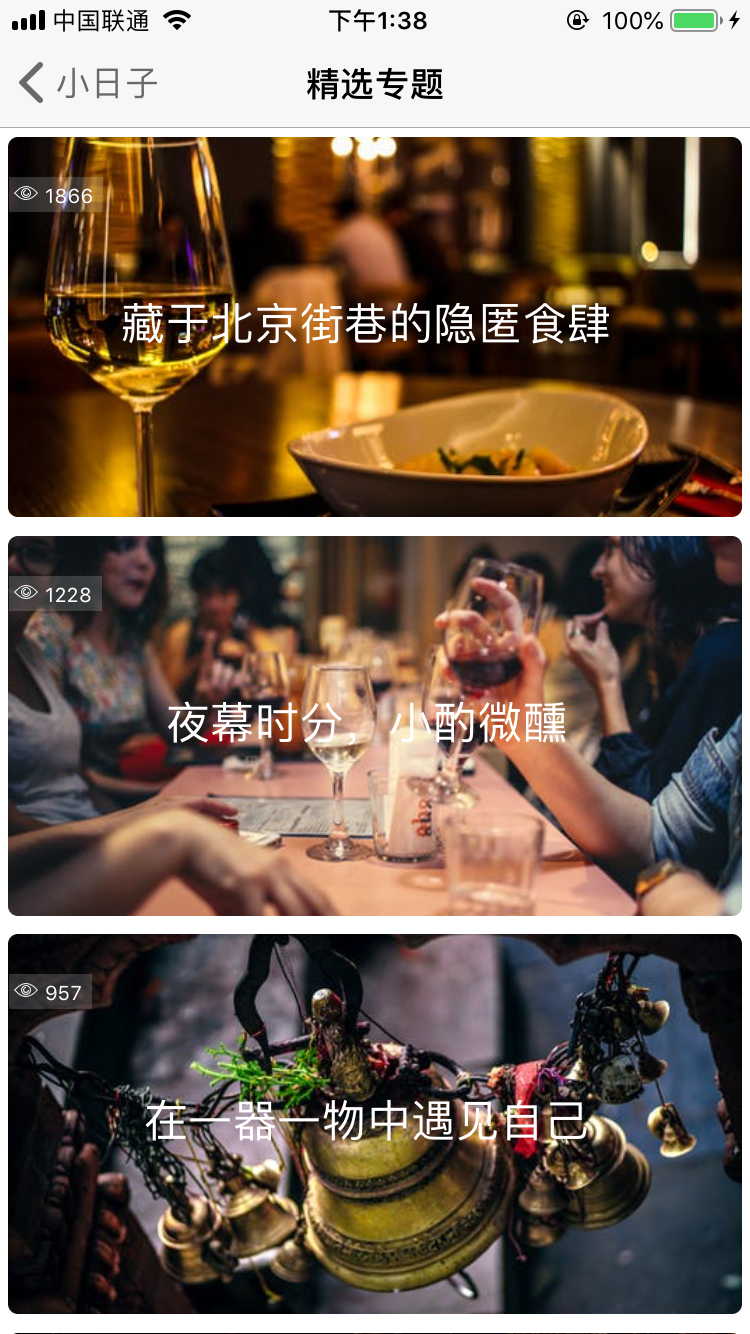 中国联通 下午1:38 100%
小日子 精选专题
1866
藏于北京街巷的隐匿食肆
1228
夜幕时分，小酌微醺
957
在一器一物中遇见自己